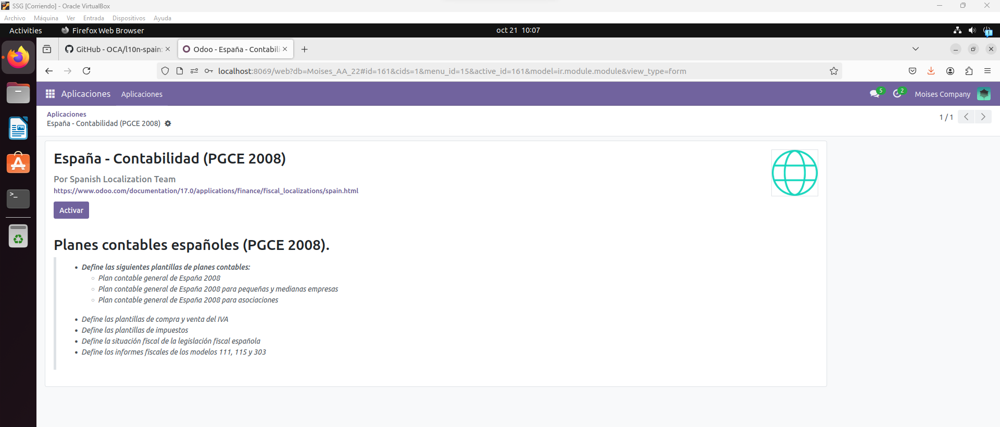 SSG [Corriendo] - Oracle VirtualBox
Archivo Máquina Ver Entrada Dispositivos Ayuda
Activities Firefox Web Browser oct 21 10:07
GitHub - OCA/l10n-spain: Odoo - España - Contabili
localhost:8069/web?db=Moises_AA_22#id=161&cids=1&menu_id=15&active_id=161&model=ir.module.module&view_type=form
Aplicaciones Aplicaciones 5 2 Moises Company
Aplicaciones
España - Contabilidad (PGCE 2008) 1 / 1
España - Contabilidad (PGCE 2008)
Por Spanish Localization Team
https://www.odoo.com/documentation/17.0/applications/finance/fiscal_localizations/spain.html
Activar
Planes contables españoles (PGCE 2008).
• Define las siguientes plantillas de planes contables:
○ Plan contable general de España 2008
○ Plan contable general de España 2008 para pequeñas y medianas empresas
○ Plan contable general de España 2008 para asociaciones
• Define las plantillas de compra y venta del IVA
• Define las plantillas de impuestos
• Define la situación fiscal de la legislación fiscal española
• Define los informes fiscales de los modelos 111, 115 y 303